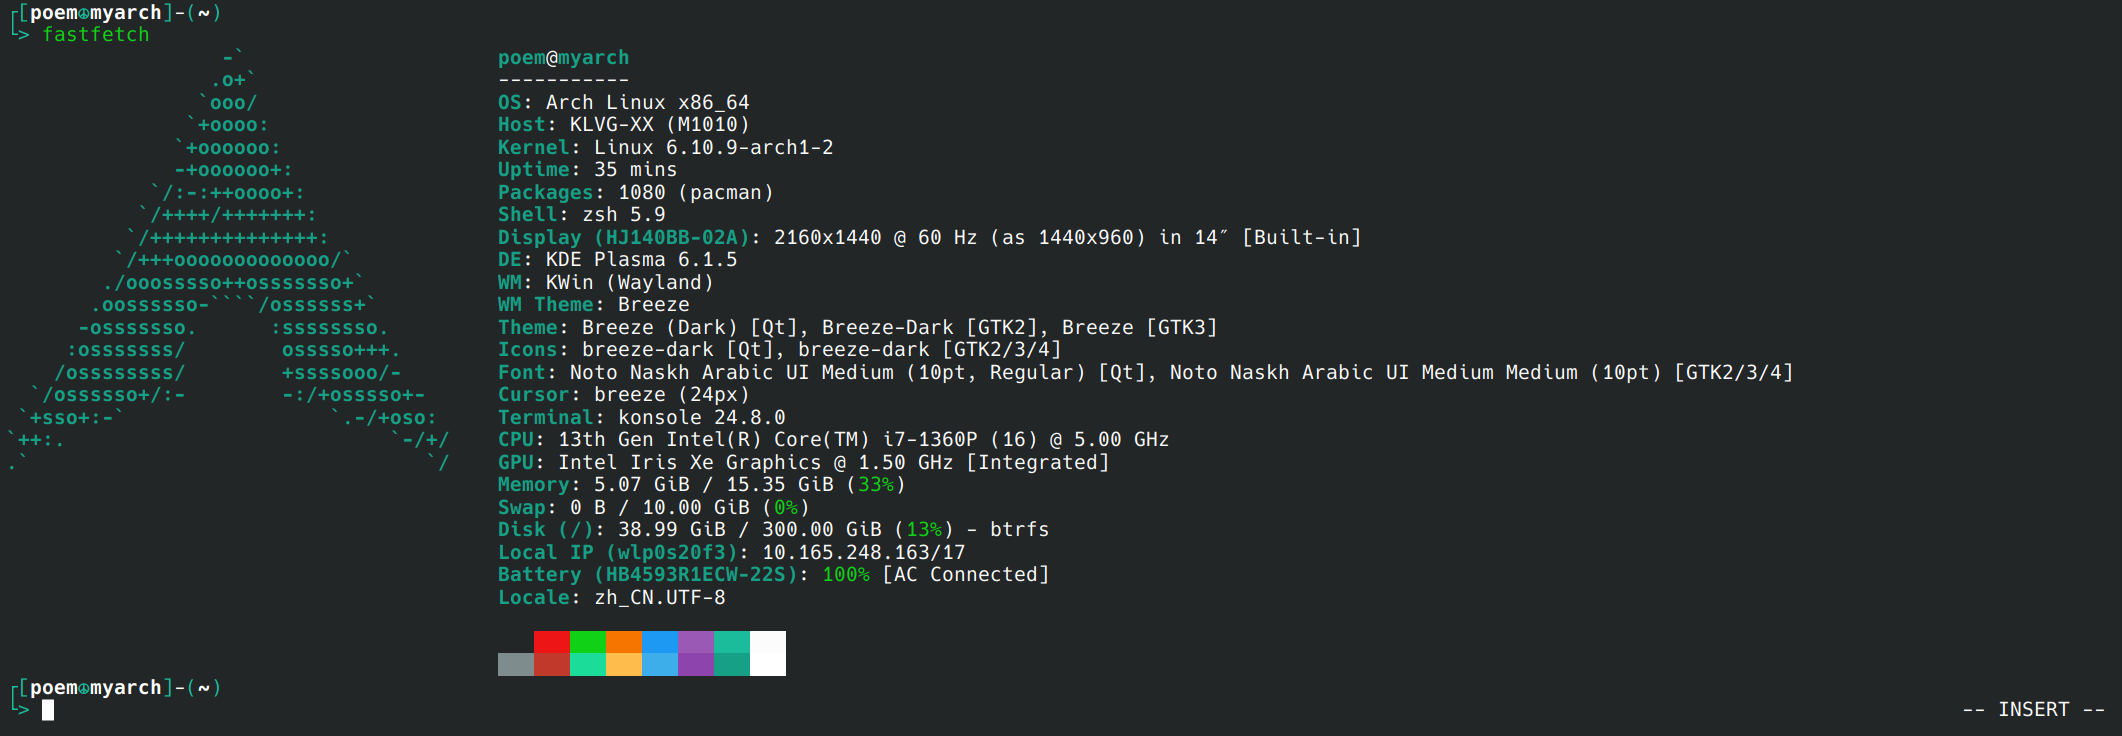 ┌[poem☮myarch]-(~)
└> fastfetch
                  -`
                 .o+`
                `ooo/
               `+oooo:
              `+oooooo:
              -+oooooo+:
            `/:-:++oooo+:
           `/++++/+++++++:
          `/++++++++++++++:
         `/+++ooooooooooooo/`
        ./ooosssso++osssssso+`
       .oossssso-````/ossssss+`
      -osssssso.      :ssssssso.
     :osssssss/        osssso+++.
    /ossssssss/        +ssssooo/-
  `/ossssso+/:-        -:/+osssso+-
 `+sso+:-`                 `.-/+oso:
`++:.                           `-/+/
.`                                 `/
poem@myarch
-----------
OS: Arch Linux x86_64
Host: KLVG-XX (M1010)
Kernel: Linux 6.10.9-arch1-2
Uptime: 35 mins
Packages: 1080 (pacman)
Shell: zsh 5.9
Display (HJ140BB-02A): 2160x1440 @ 60 Hz (as 1440x960) in 14″ [Built-in]
DE: KDE Plasma 6.1.5
WM: KWin (Wayland)
WM Theme: Breeze
Theme: Breeze (Dark) [Qt], Breeze-Dark [GTK2], Breeze [GTK3]
Icons: breeze-dark [Qt], breeze-dark [GTK2/3/4]
Font: Noto Naskh Arabic UI Medium (10pt, Regular) [Qt], Noto Naskh Arabic UI Medium Medium (10pt) [GTK2/3/4]
Cursor: breeze (24px)
Terminal: konsole 24.8.0
CPU: 13th Gen Intel(R) Core(TM) i7-1360P (16) @ 5.00 GHz
GPU: Intel Iris Xe Graphics @ 1.50 GHz [Integrated]
Memory: 5.07 GiB / 15.35 GiB (33%)
Swap: 0 B / 10.00 GiB (0%)
Disk (/): 38.99 GiB / 300.00 GiB (13%) - btrfs
Local IP (wlp0s20f3): 10.165.248.163/17
Battery (HB4593R1ECW-22S): 100% [AC Connected]
Locale: zh_CN.UTF-8
┌[poem☮myarch]-(~)
└>
-- INSERT --